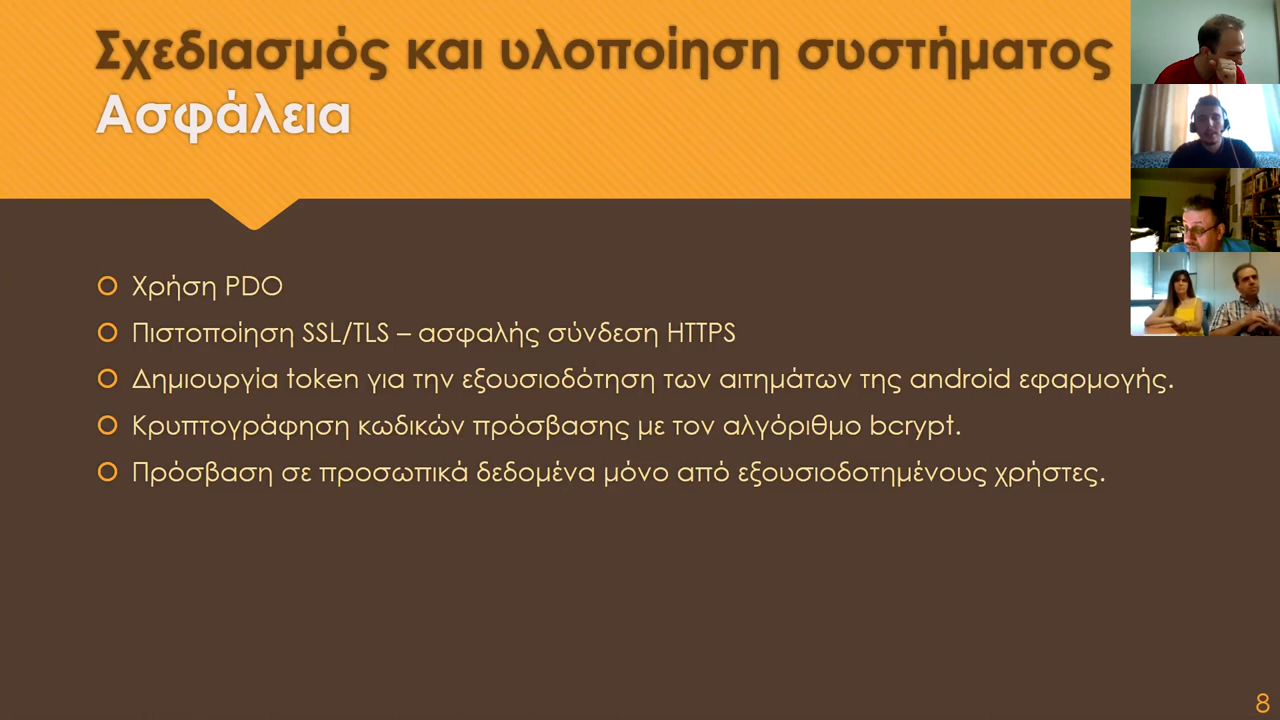 Σχεδιασμός και υλοποίηση συστήματος
Ασφάλεια
Χρήση PDO
Πιστοποίηση SSL/TLS – ασφαλής σύνδεση HTTPS
Δημιουργία token για την εξουσιοδότηση των αιτημάτων της android εφαρμογής.
Κρυπτογράφηση κωδικών πρόσβασης με τον αλγόριθμο bcrypt.
Πρόσβαση σε προσωπικά δεδομένα μόνο από εξουσιοδοτημένους χρήστες.
8